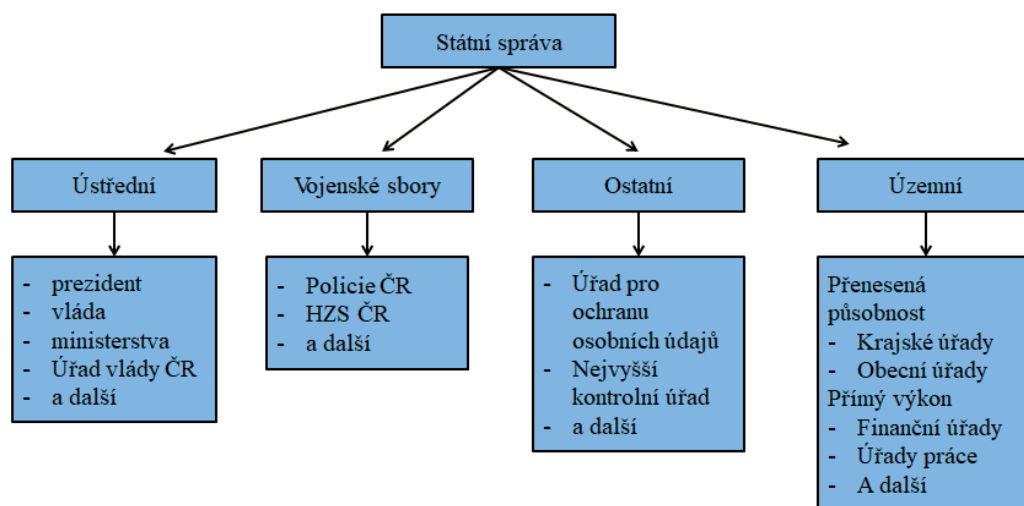 Státní správa
Ústřední
Vojenské sbory
Ostatní
Územní
- prezident
- vláda
- ministerstva
- Úřad vlády ČR
- a další
- Policie ČR
- HZS ČR
- a další
- Úřad pro
ochranu
osobních údajů
- Nejvyšší
kontrolní úřad
- a další
Přenesená
působnost
- Krajské úřady
- Obecní úřady
Přímý výkon
- Finanční úřady
- Úřady práce
- A další